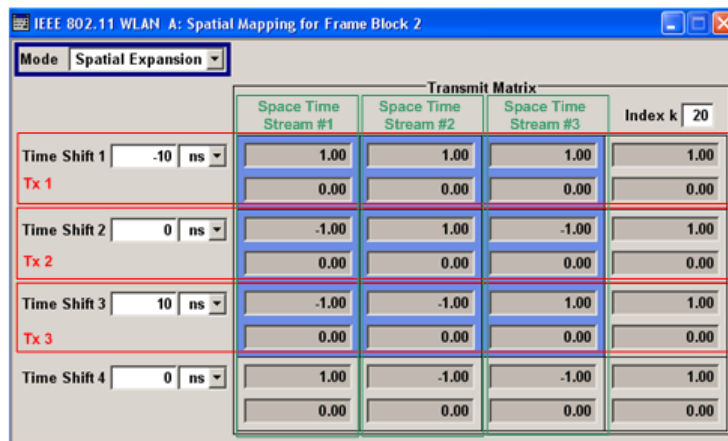 IEEE 802.11 WLAN A: Spatial Mapping for Frame Block 2
Mode Spatial Expansion
Transmit Matrix
Space Time Stream #1 Space Time Stream #2 Space Time Stream #3 Index k 20
Time Shift 1 -10 ns 1.00 1.00 1.00 1.00
Tx 1 0.00 0.00 0.00 0.00
Time Shift 2 0 ns -1.00 1.00 -1.00 1.00
Tx 2 0.00 0.00 0.00 0.00
Time Shift 3 10 ns -1.00 -1.00 1.00 1.00
Tx 3 0.00 0.00 0.00 0.00
Time Shift 4 0 ns 1.00 -1.00 -1.00 1.00
0.00 0.00 0.00 0.00